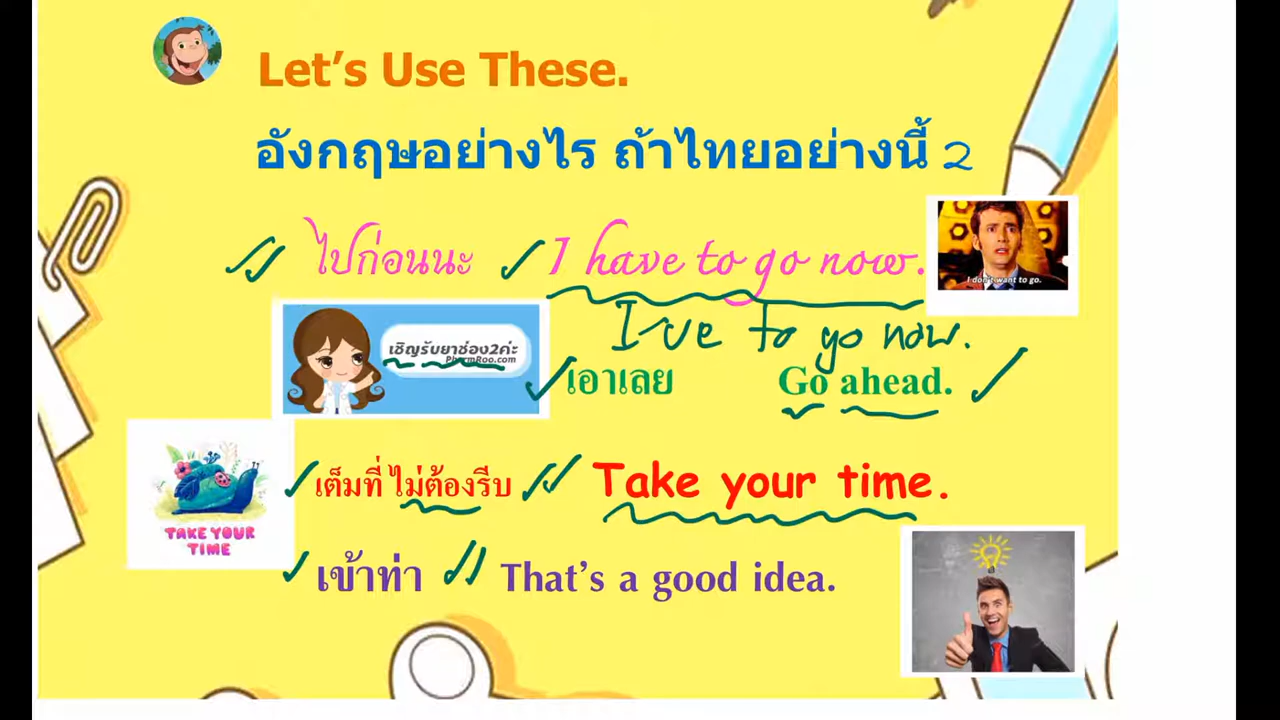 Let's Use These.
อังกฤษอย่างไร ถ้าไทยอย่างนี้ 2
ไปก่อนนะ I have to go now.
I don't want to go.
I've to go now.
เชิญรับยาช่อง2ค่ะ
PharmRoo.com
เอาเลย Go ahead.
เต็มที่ ไม่ต้องรีบ Take your time.
TAKE YOUR
TIME
เข้าท่า That's a good idea.